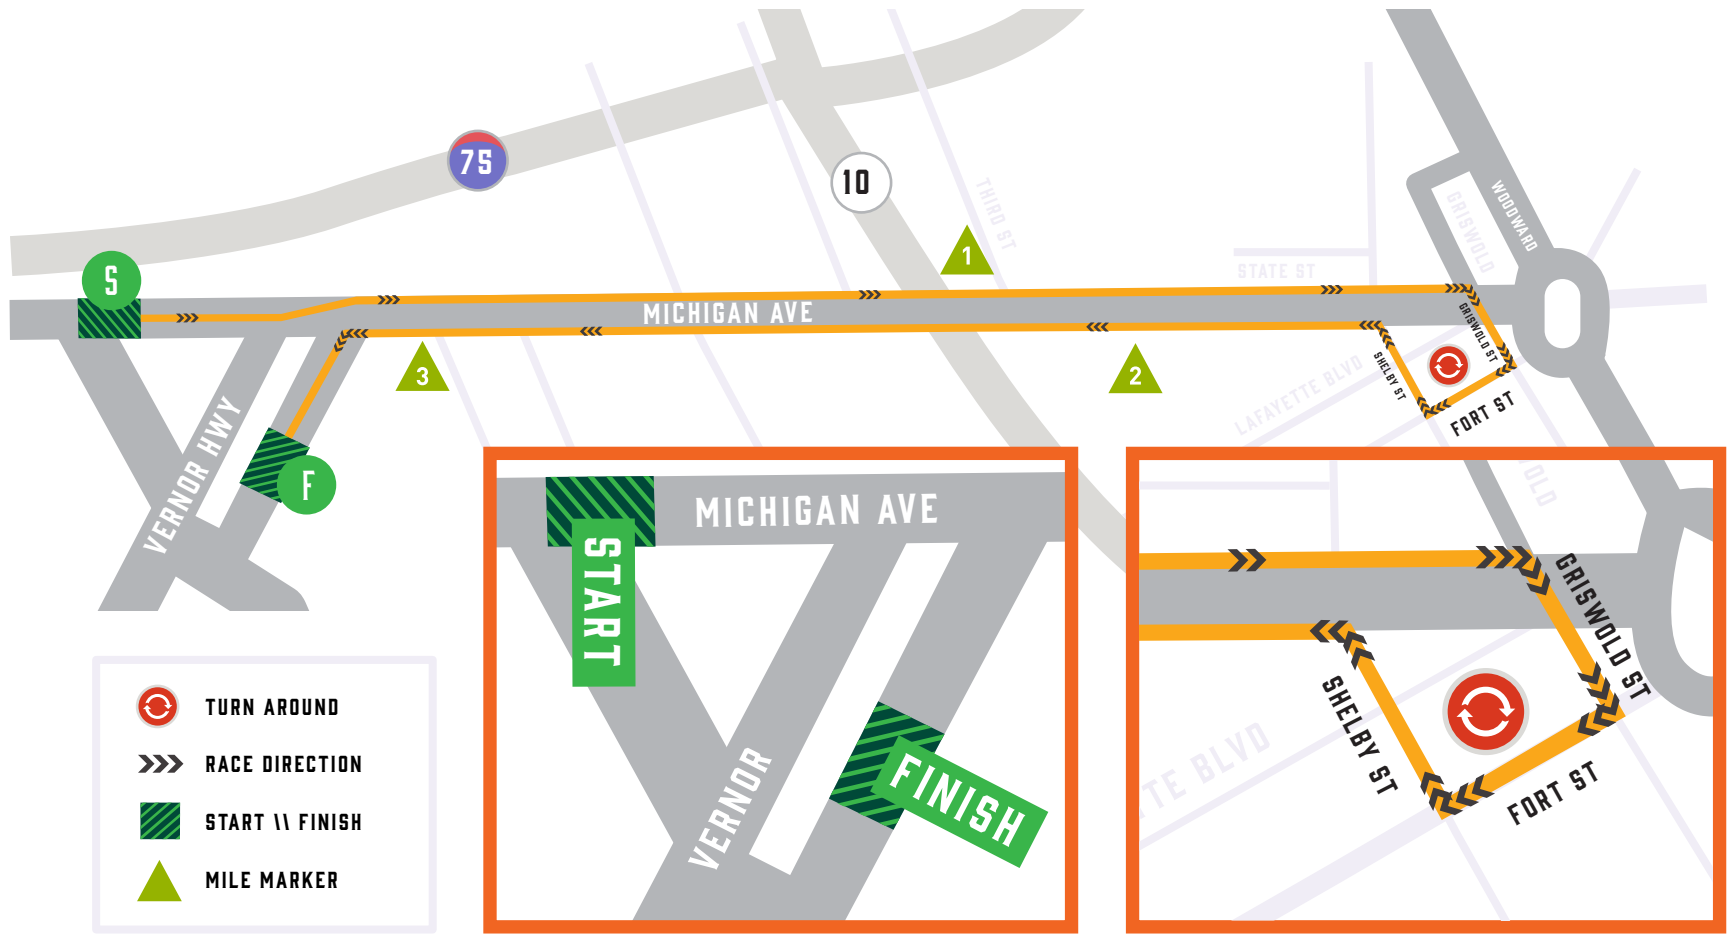 75
10
THIRD ST
1
S
GRISWOLD
WOODWARD
STATE ST
MICHIGAN AVE
GRISWOLD ST
SHELBY ST
LAFAYETTE BLVD
FORT ST
3
2
VERNOR HWY
F
MICHIGAN AVE
START
VERNOR
FINISH
GRISWOLD ST
SHELBY ST
FORT ST
BLVD
TURN AROUND
RACE DIRECTION
START \\ FINISH
MILE MARKER